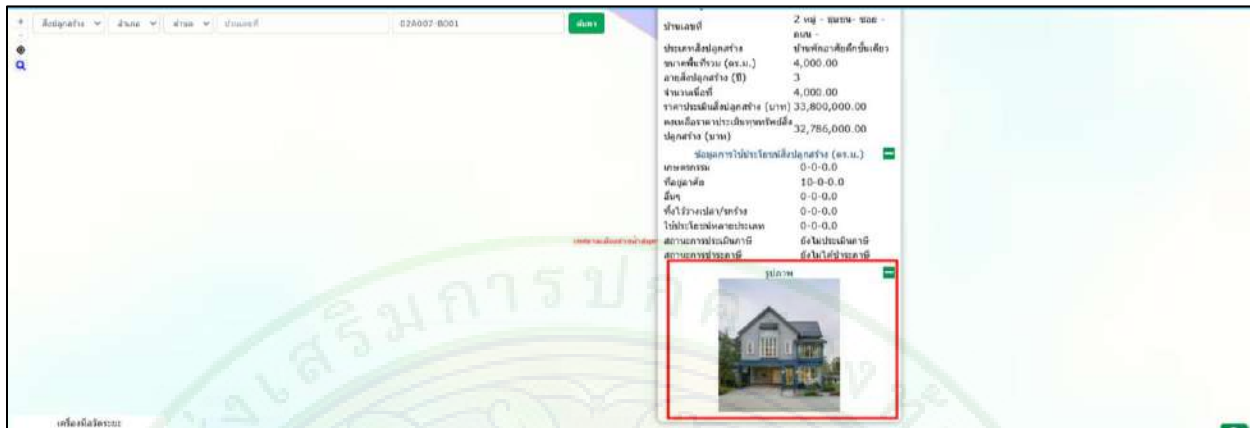 + สิ่งปลูกสร้าง อำเภอ ตำบล บ้านเลขที่ 02A007-B001 ค้นหา
-
บ้านเลขที่ 2 หมู่ - ชุมชน- ซอย -
ถนน -
ประเภทสิ่งปลูกสร้าง บ้านพักอาศัยตึกชั้นเดียว
ขนาดพื้นที่รวม (ตร.ม.) 4,000.00
อายุสิ่งปลูกสร้าง (ปี) 3
จำนวนเนื้อที่ 4,000.00
ราคาประเมินสิ่งปลูกสร้าง (บาท) 33,800,000.00
คงเหลือราคาประเมินทุนทรัพย์สิ่ง
ปลูกสร้าง (บาท) 32,786,000.00
ข้อมูลการใช้ประโยชน์สิ่งปลูกสร้าง (ตร.ม.)
เกษตรกรรม 0-0-0.0
ที่อยู่อาศัย 10-0-0.0
อื่นๆ 0-0-0.0
ทิ้งไว้ว่างเปล่า/รกร้าง 0-0-0.0
ใช้ประโยชน์หลายประเภท 0-0-0.0
สถานะการประเมินภาษี ยังไม่ประเมินภาษี
สถานะการชำระภาษี ยังไม่ได้ชำระภาษี
รูปภาพ
เครื่องมือวัดระยะ